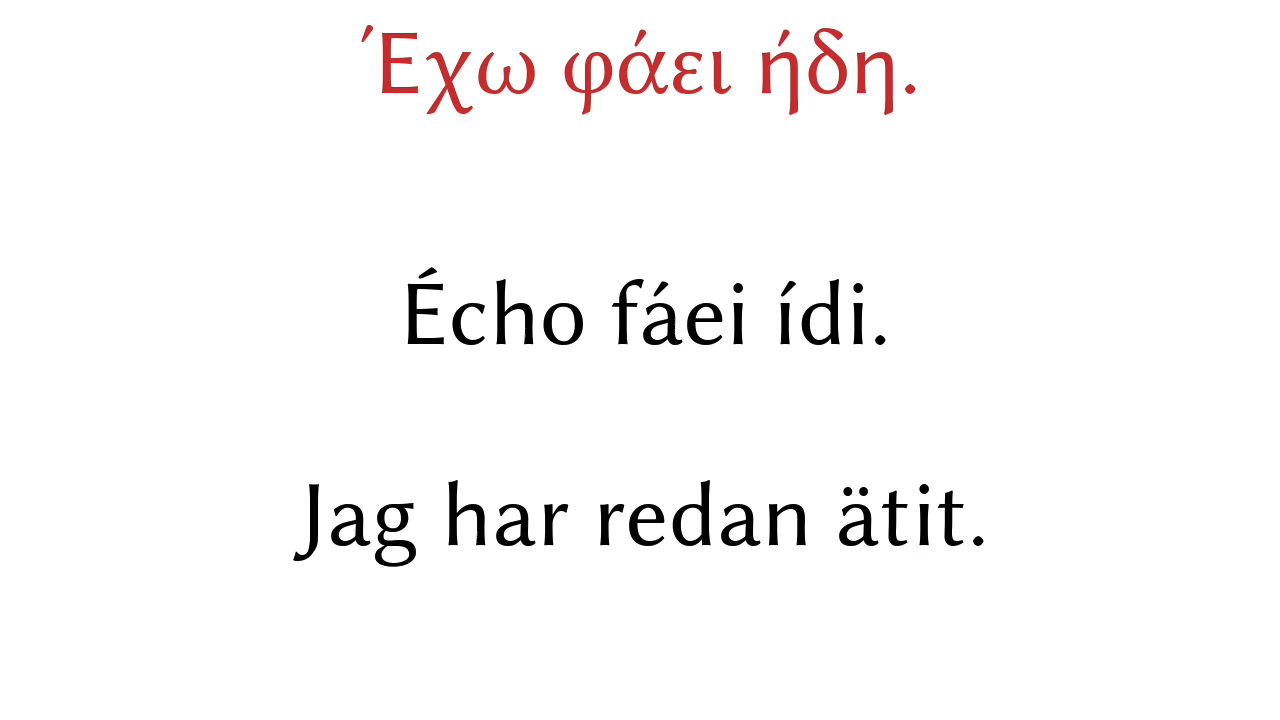 Έχω φάει ήδη.
Écho fáei ídi.
Jag har redan ätit.